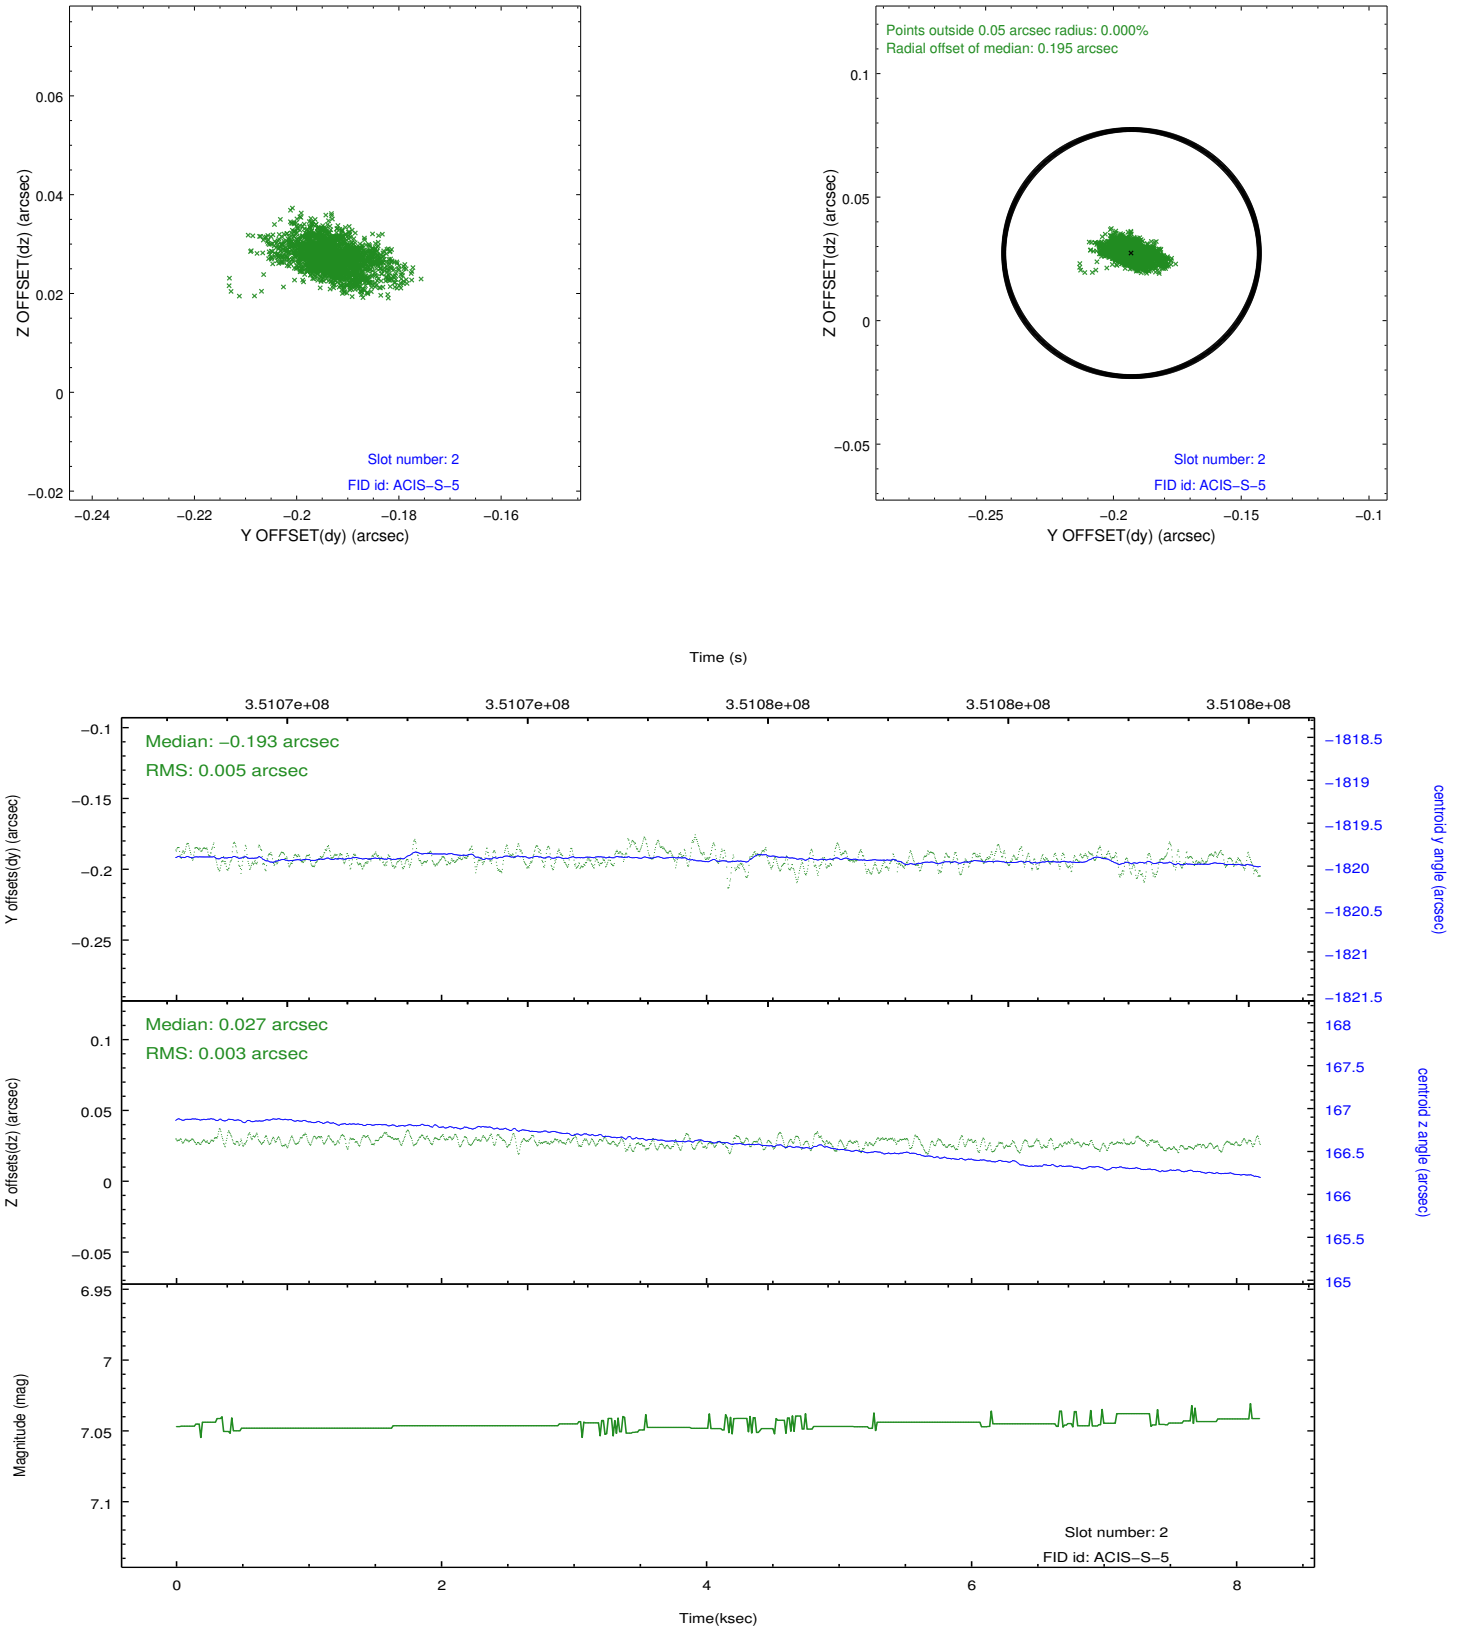 0.06
0.04
0.02
0
−0.02
Z OFFSET(dz) (arcsec)
Slot number: 2
FID id: ACIS−S−5
−0.24 −0.22 −0.2 −0.18 −0.16
Y OFFSET(dy) (arcsec)
Points outside 0.05 arcsec radius: 0.000%
Radial offset of median: 0.195 arcsec
0.1
0.05
0
−0.05
Z OFFSET(dz) (arcsec)
Slot number: 2
FID id: ACIS−S−5
−0.25 −0.2 −0.15 −0.1
Y OFFSET(dy) (arcsec)
Time (s)
3.5107e+08 3.5107e+08 3.5108e+08 3.5108e+08 3.5108e+08
Median: −0.193 arcsec
RMS: 0.005 arcsec
−0.1
−0.15
−0.2
−0.25
Y offsets(dy) (arcsec)
−1818.5
−1819
−1819.5
−1820
−1820.5
−1821
−1821.5
centroid y angle (arcsec)
Median: 0.027 arcsec
RMS: 0.003 arcsec
0.1
0.05
0
−0.05
Z offsets(dz) (arcsec)
168
167.5
167
166.5
166
165.5
165
centroid z angle (arcsec)
6.95
7
7.05
7.1
Magnitude (mag)
Slot number: 2
FID id: ACIS−S−5
0 2 4 6 8
Time(ksec)